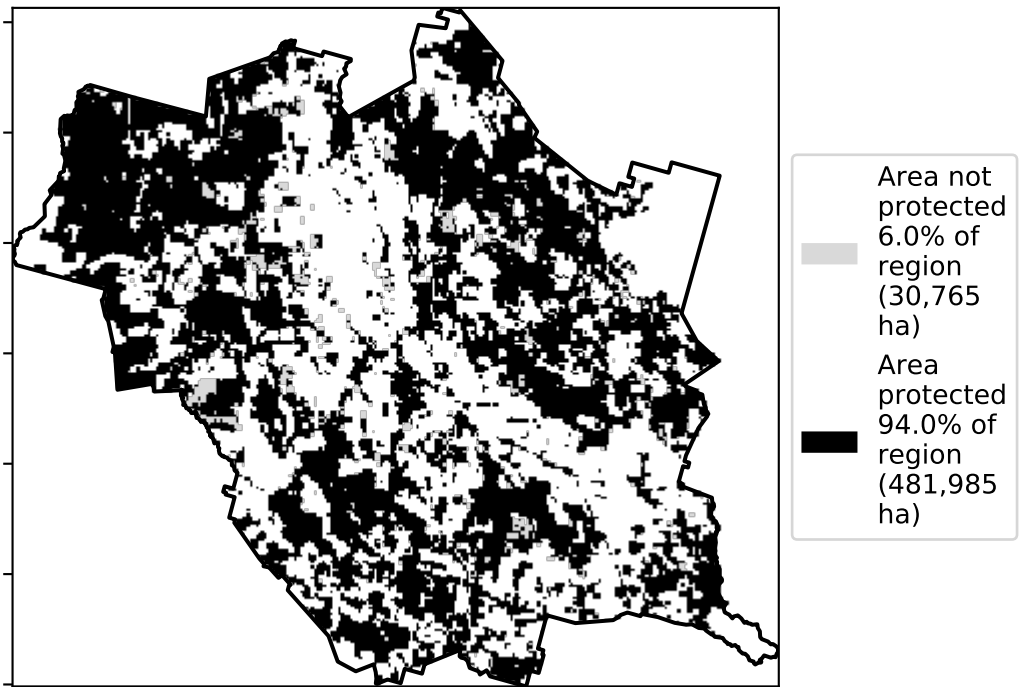 Area not
protected
6.0% of
region
(30,765
ha)
Area
protected
94.0% of
region
(481,985
ha)